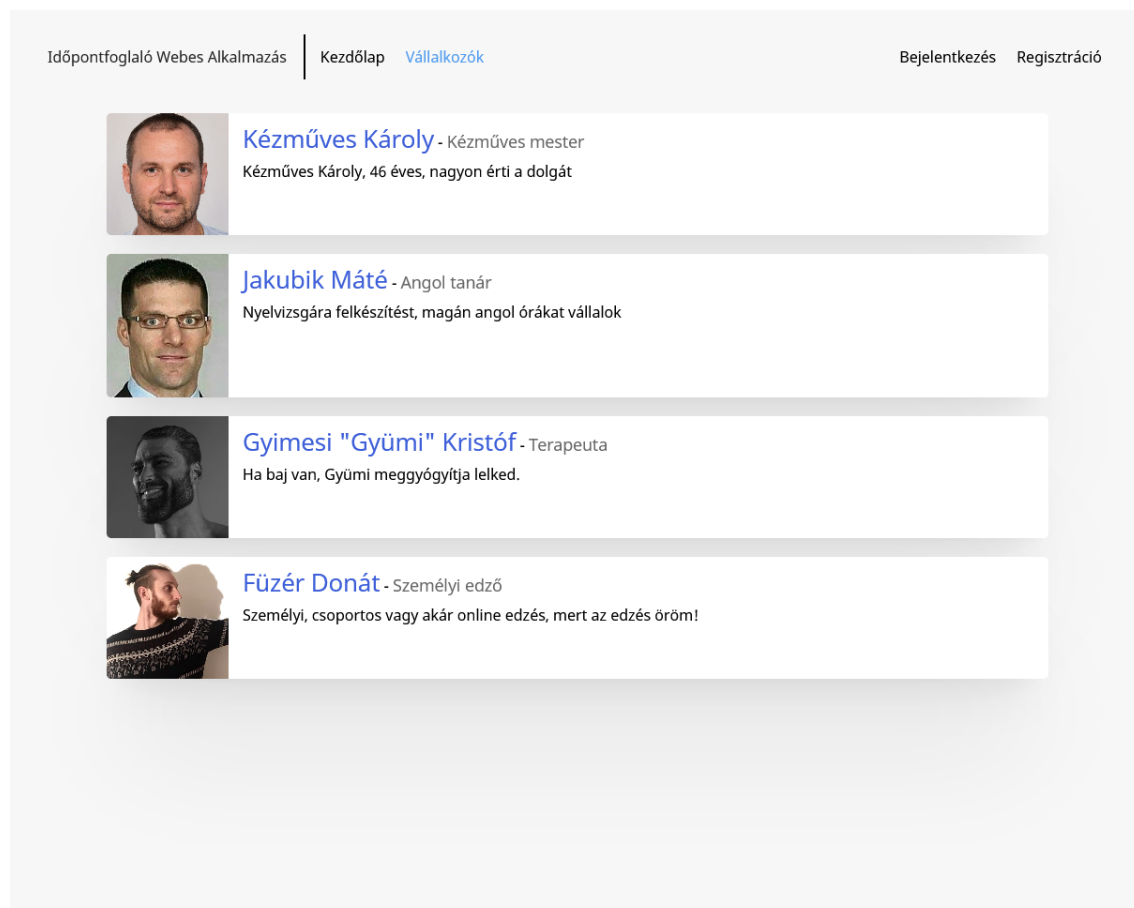 Időpontfoglaló Webes Alkalmazás Kezdőlap Vállalkozók Bejelentkezés Regisztráció
Kézműves Károly - Kézműves mester
Kézműves Károly, 46 éves, nagyon érti a dolgát
Jakubik Máté - Angol tanár
Nyelvizsgára felkészítést, magán angol órákat vállalok
Gyimesi "Gyümi" Kristóf - Terapeuta
Ha baj van, Gyümi meggyógyítja lelked.
Füzér Donát - Személyi edző
Személyi, csoportos vagy akár online edzés, mert az edzés öröm!